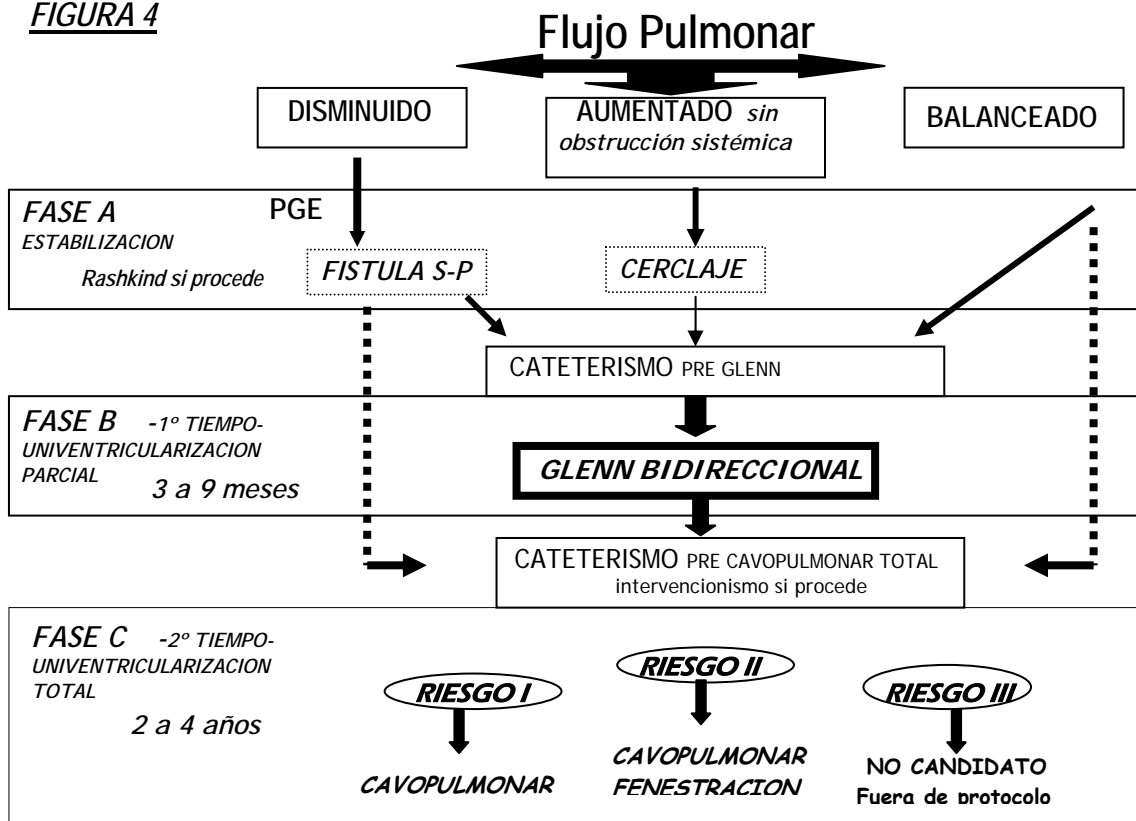 FIGURA 4
Flujo Pulmonar
DISMINUIDO
AUMENTADO sin
obstrucción sistémica
BALANCEADO
FASE A
ESTABILIZACION
Rashkind si procede
PGE
FISTULA S-P
CERCLAJE
CATETERISMO PRE GLENN
FASE B -1º TIEMPO-
UNIVENTRICULARIZACION
PARCIAL
3 a 9 meses
GLENN BIDIRECCIONAL
CATETERISMO PRE CAVOPULMONAR TOTAL
intervencionismo si procede
FASE C -2º TIEMPO-
UNIVENTRICULARIZACION
TOTAL
2 a 4 años
RIESGO I
CAVOPULMONAR
RIESGO II
CAVOPULMONAR
FENESTRACION
RIESGO III
NO CANDIDATO
Fuera de protocolo